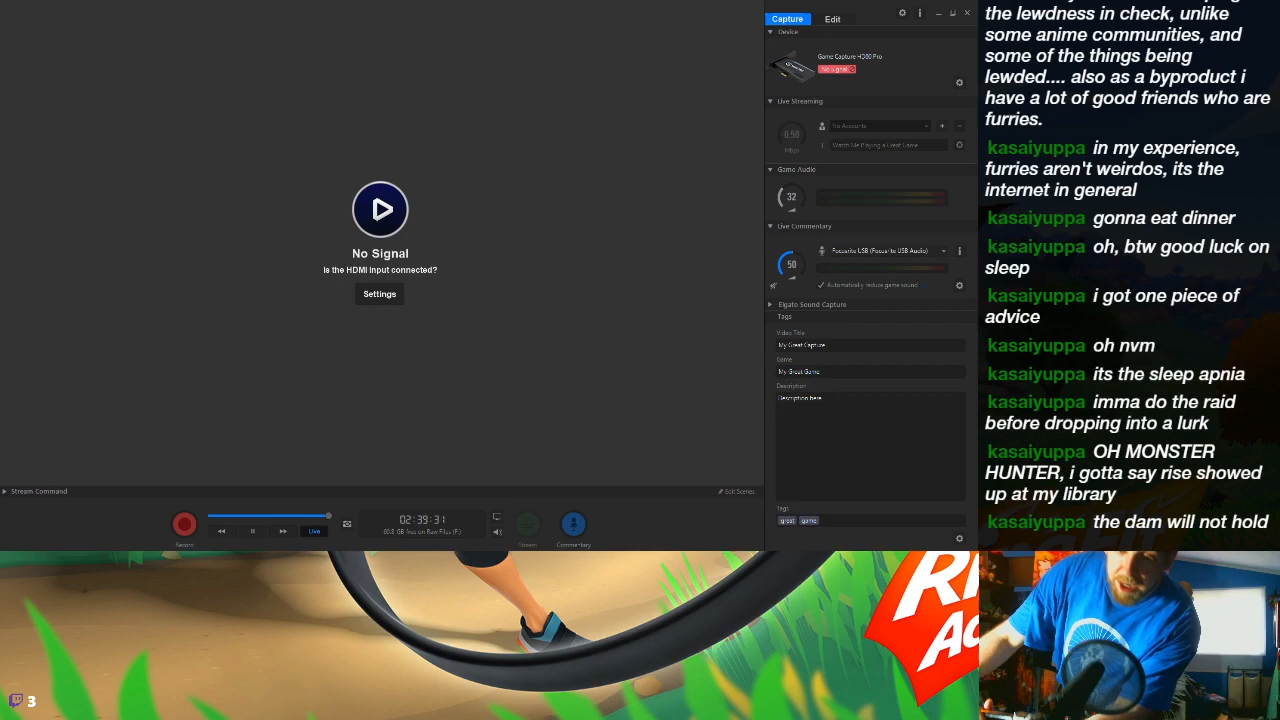 Capture
Edit
Device
Game Capture HD60 Pro
No Signal
Live Streaming
0.50
Mbps
No Accounts
Watch Me Playing a Great Game
Game Audio
32
Live Commentary
50
Focusrite USB (Focusrite USB Audio)
Automatically reduce game sound
Elgato Sound Capture
Tags
Video Title
My Great Capture
Game
My Great Game
Description
Description here
Tags
great game
No Signal
Is the HDMI input connected?
Settings
Stream Command
Edit Scenes
Record
Live
02:39:31
Stream
Commentary
the lewdness in check, unlike
some anime communities, and
some of the things being
lewded.... also as a byproduct i
have a lot of good friends who are
furries.
kasaiyuppa in my experience,
furries aren't weirdos, its the
internet in general
kasaiyuppa gonna eat dinner
kasaiyuppa oh, btw good luck on
sleep
kasaiyuppa i got one piece of
advice
kasaiyuppa oh nvm
kasaiyuppa its the sleep apnia
kasaiyuppa imma do the raid
before dropping into a lurk
kasaiyuppa OH MONSTER
HUNTER, i gotta say rise showed
up at my library
kasaiyuppa the dam will not hold
3